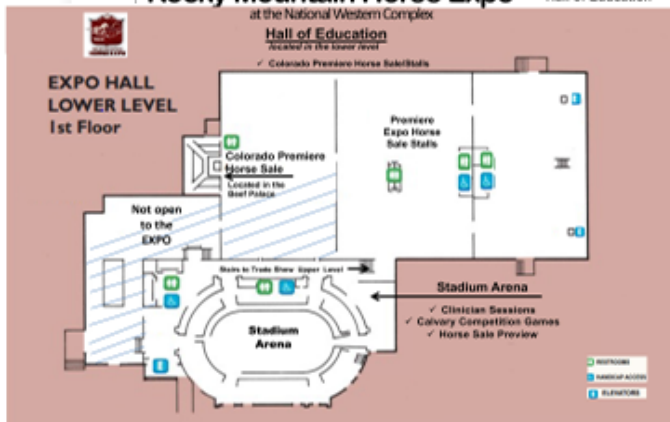 Rocky Mountain Horse Expo
Hall of Education
at the National Western Complex
Hall of Education
located in the lower level
✓ Colorado Premiere Horse Sale/Stalls
EXPO HALL
LOWER LEVEL
1st Floor
Premiere
Expo Horse
Sale Stalls
Colorado Premiere
Horse Sale
Located in the
Beef Palace
Not open
to the
EXPO
Stairs to Trade Show Upper Level
Stadium Arena
✓ Clinician Sessions
✓ Calvary Competition Games
✓ Horse Sale Preview
Stadium
Arena
RESTROOMS
HANDICAP ACCESS
ELEVATORS